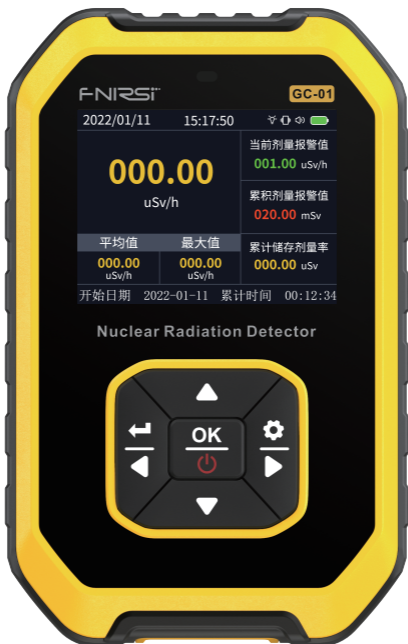 FNIRSI
GC-01
2022/01/11 15:17:50
000.00
uSv/h
当前剂量报警值
001.00 uSv/h
累积剂量报警值
020.00 mSv
平均值 最大值
000.00 000.00
uSv/h uSv/h
累计储存剂量率
000.00 uSv
开始日期 2022-01-11 累计时间 00:12:34
Nuclear Radiation Detector
OK